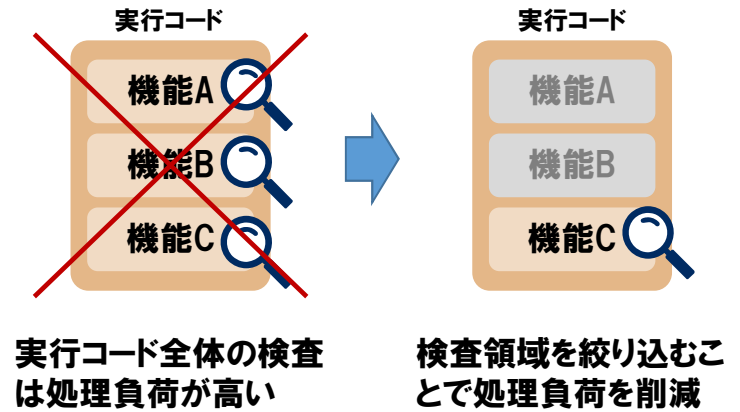 実行コード
機能A
機能B
機能C
実行コード全体の検査
は処理負荷が高い
実行コード
機能A
機能B
機能C
検査領域を絞り込むこ
とで処理負荷を削減